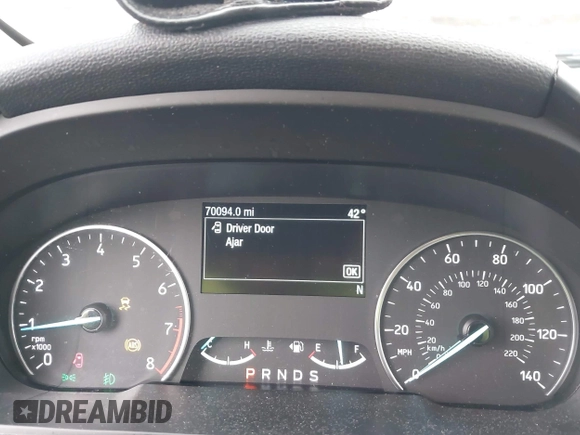 70094.0 mi 42°
Driver Door
Ajar
OK
N
0 1 2 3 4 5 6 7 8
rpm
x1000
ABS
C H E F
P R N D S
0 20 40 60 80 100 120 140
MPH
km/h
0 20 40 60 80 100 120 140 160 180 200 220
DREAMBID